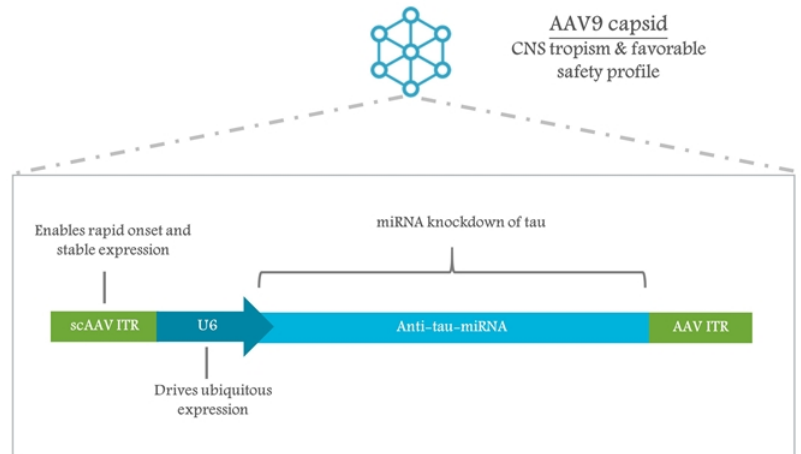 AAV9 capsid
CNS tropism & favorable
safety profile
Enables rapid onset and
stable expression
miRNA knockdown of tau
scAAV ITR
U6
Anti-tau-miRNA
AAV ITR
Drives ubiquitous
expression